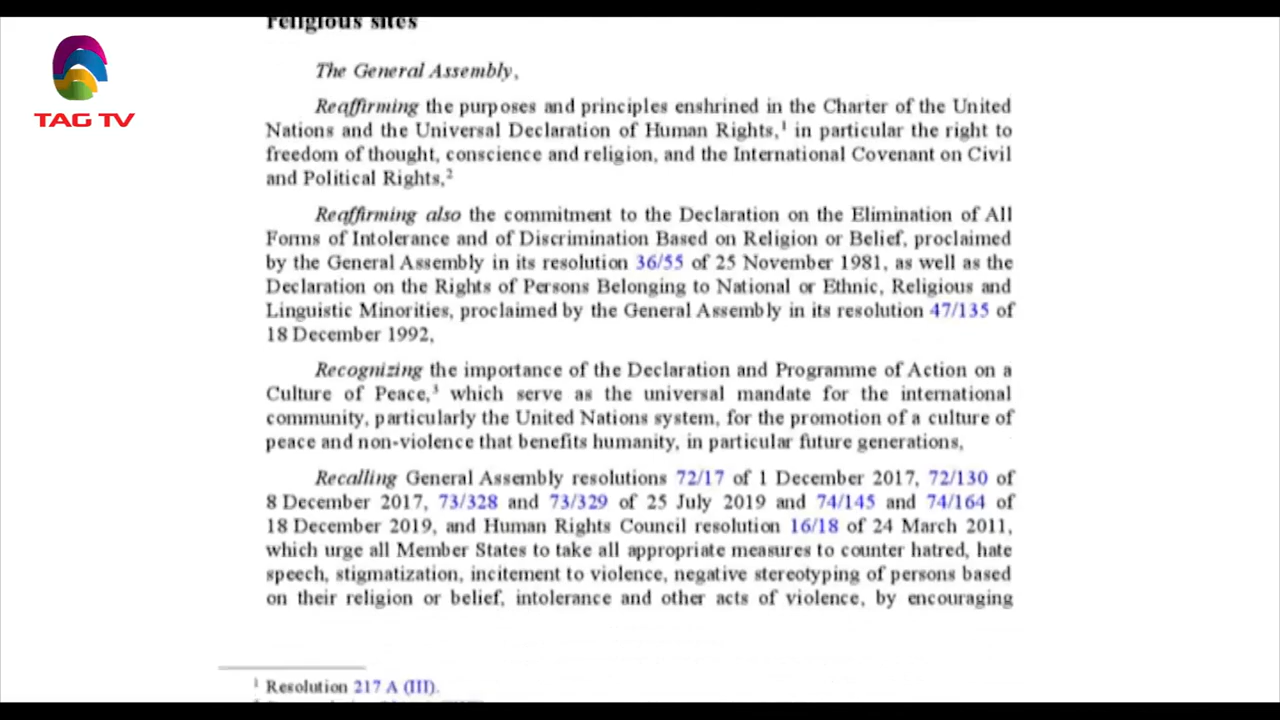 religious sites
TAG TV
The General Assembly,
Reaffirming the purposes and principles enshrined in the Charter of the United
Nations and the Universal Declaration of Human Rights,¹ in particular the right to
freedom of thought, conscience and religion, and the International Covenant on Civil
and Political Rights,²
Reaffirming also the commitment to the Declaration on the Elimination of All
Forms of Intolerance and of Discrimination Based on Religion or Belief, proclaimed
by the General Assembly in its resolution 36/55 of 25 November 1981, as well as the
Declaration on the Rights of Persons Belonging to National or Ethnic, Religious and
Linguistic Minorities, proclaimed by the General Assembly in its resolution 47/135 of
18 December 1992,
Recognizing the importance of the Declaration and Programme of Action on a
Culture of Peace,³ which serve as the universal mandate for the international
community, particularly the United Nations system, for the promotion of a culture of
peace and non-violence that benefits humanity, in particular future generations,
Recalling General Assembly resolutions 72/17 of 1 December 2017, 72/130 of
8 December 2017, 73/328 and 73/329 of 25 July 2019 and 74/145 and 74/164 of
18 December 2019, and Human Rights Council resolution 16/18 of 24 March 2011,
which urge all Member States to take all appropriate measures to counter hatred, hate
speech, stigmatization, incitement to violence, negative stereotyping of persons based
on their religion or belief, intolerance and other acts of violence, by encouraging
¹ Resolution 217 A (III).